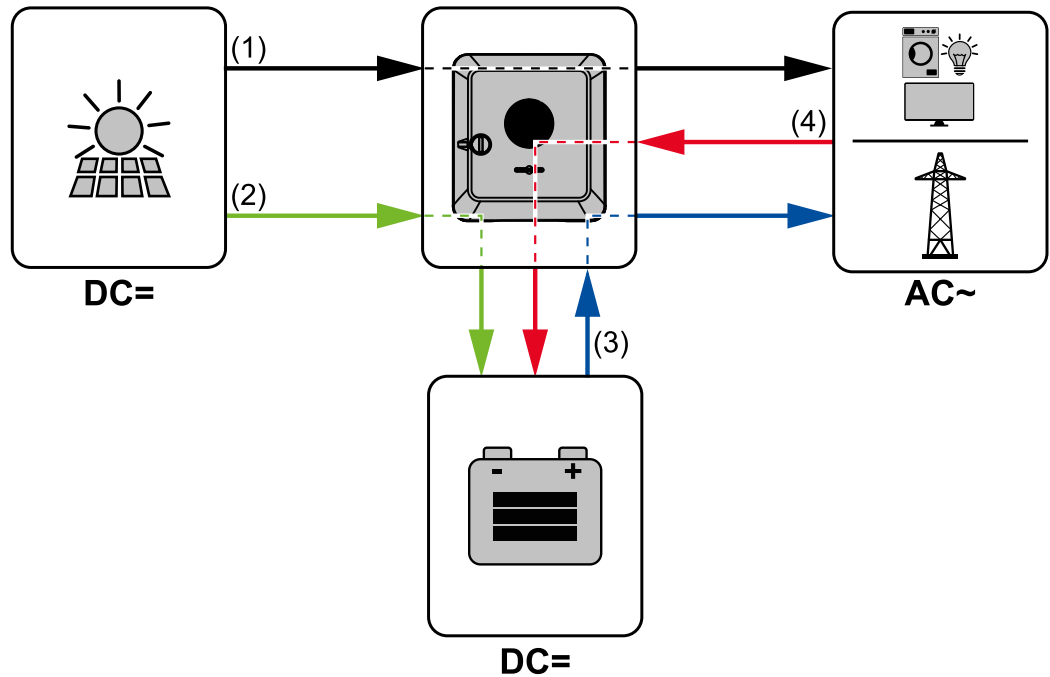 (1)
(4)
(2)
DC=
AC~
(3)
- +
DC=